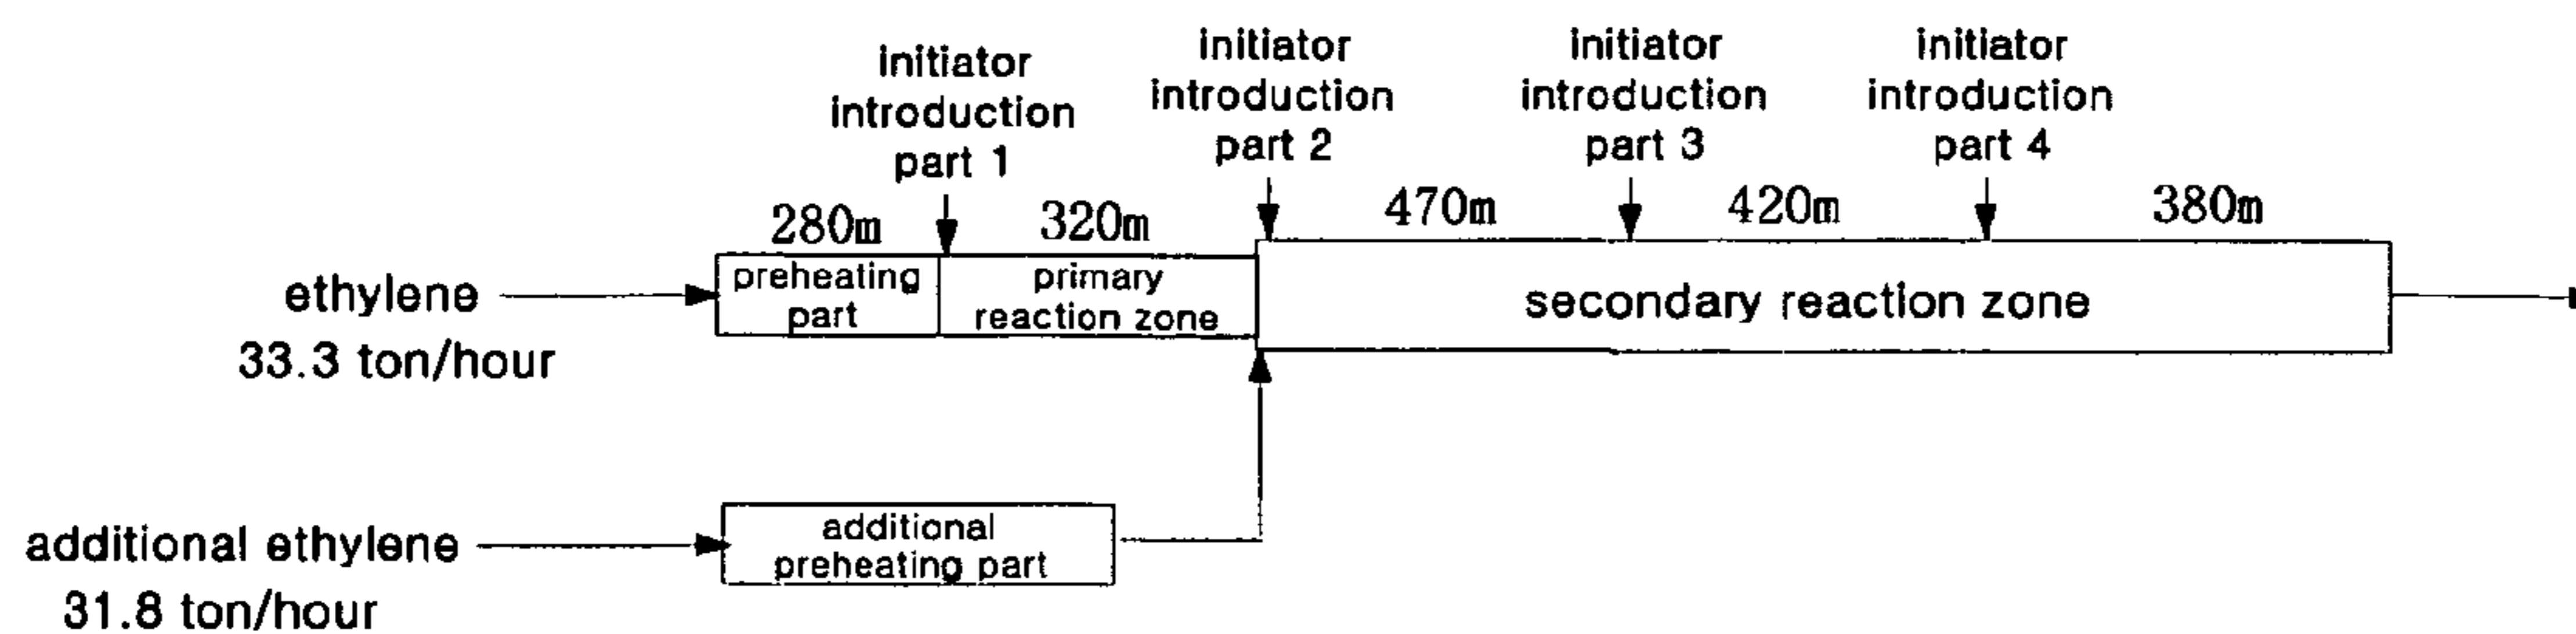 initiator
introduction
part 1
initiator
introduction
part 2
initiator
introduction
part 3
initiator
introduction
part 4
280m
320m
470m
420m
380m
ethylene
33.3 ton/hour
preheating
part
primary
reaction zone
secondary reaction zone
additional ethylene
31.8 ton/hour
additional
preheating part